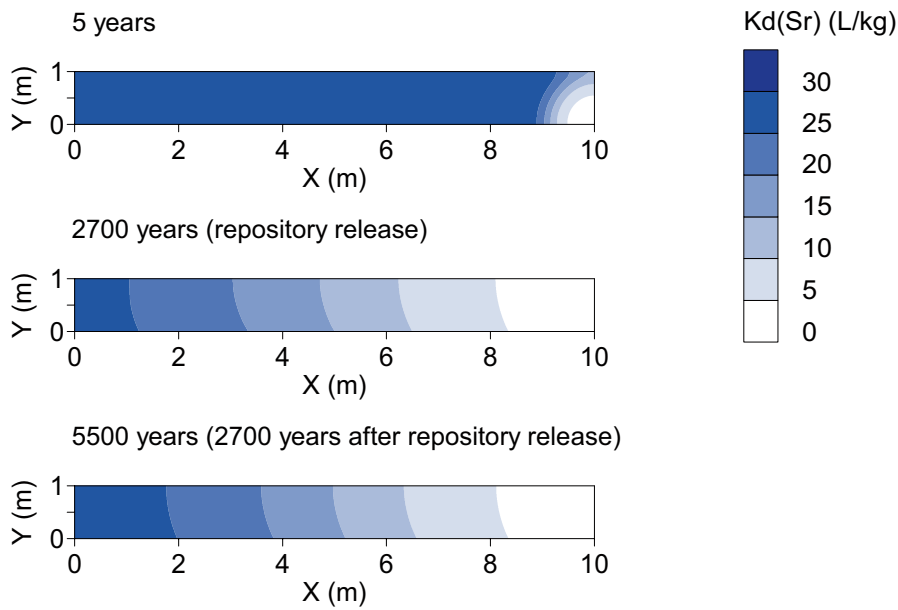 5 years
Y (m)
1
0
0 2 4 6 8 10
X (m)
2700 years (repository release)
Y (m)
1
0
0 2 4 6 8 10
X (m)
5500 years (2700 years after repository release)
Y (m)
1
0
0 2 4 6 8 10
X (m)
Kd(Sr) (L/kg)
30
25
20
15
10
5
0